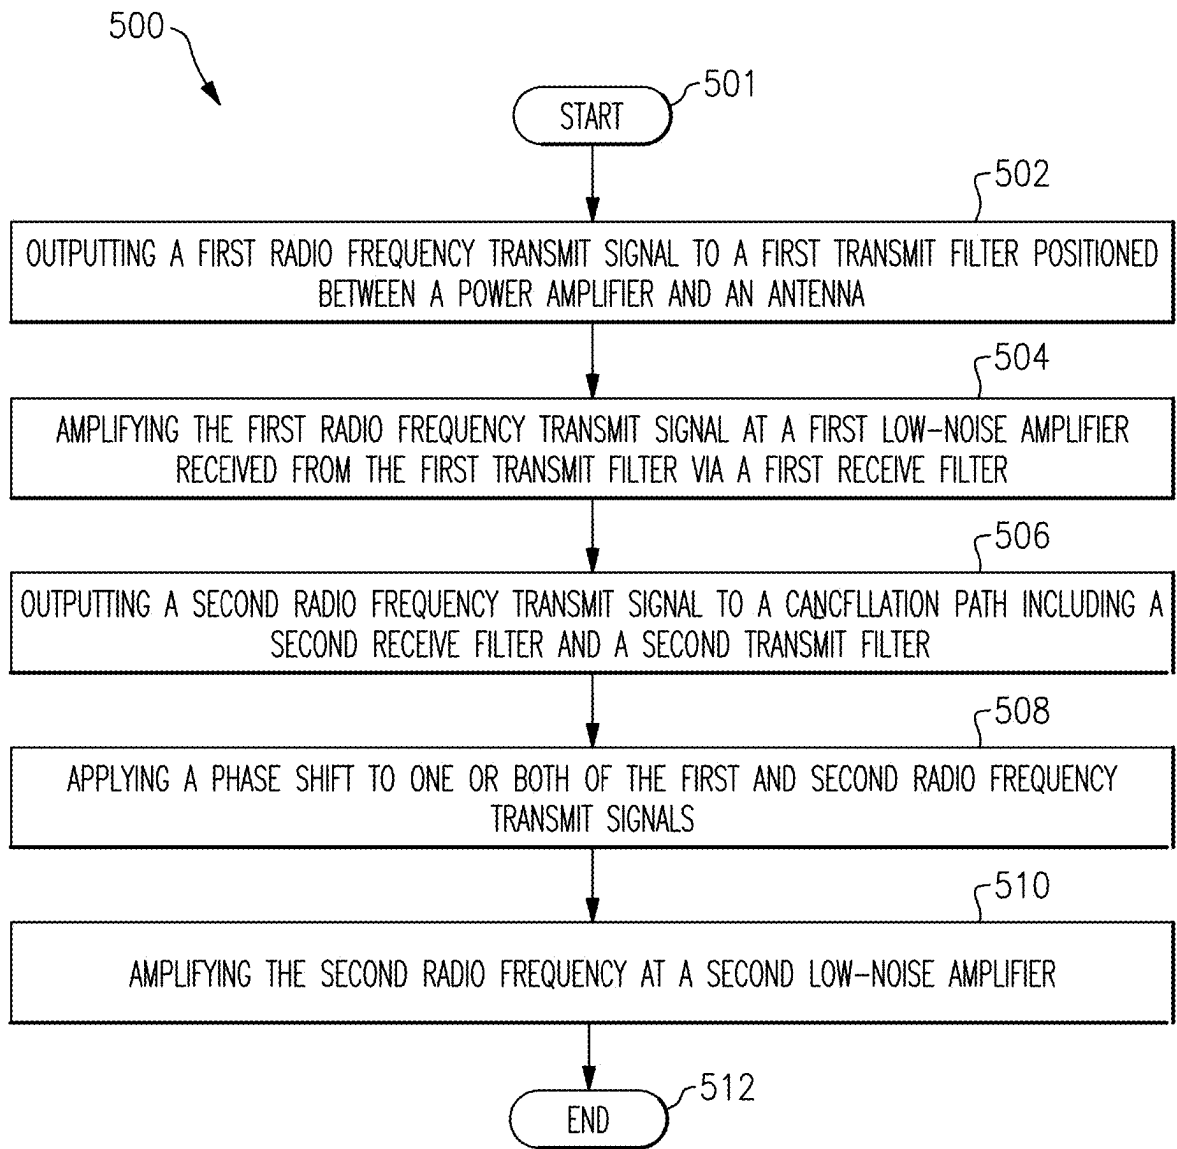 500
START
501
502
OUTPUTTING A FIRST RADIO FREQUENCY TRANSMIT SIGNAL TO A FIRST TRANSMIT FILTER POSITIONED
BETWEEN A POWER AMPLIFIER AND AN ANTENNA
504
AMPLIFYING THE FIRST RADIO FREQUENCY TRANSMIT SIGNAL AT A FIRST LOW-NOISE AMPLIFIER
RECEIVED FROM THE FIRST TRANSMIT FILTER VIA A FIRST RECEIVE FILTER
506
OUTPUTTING A SECOND RADIO FREQUENCY TRANSMIT SIGNAL TO A CANCFLLATION PATH INCLUDING A
SECOND RECEIVE FILTER AND A SECOND TRANSMIT FILTER
508
APPLYING A PHASE SHIFT TO ONE OR BOTH OF THE FIRST AND SECOND RADIO FREQUENCY
TRANSMIT SIGNALS
510
AMPLIFYING THE SECOND RADIO FREQUENCY AT A SECOND LOW-NOISE AMPLIFIER
END
512